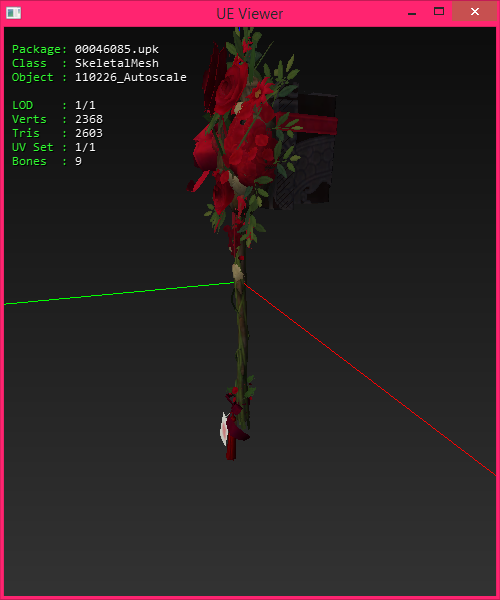 UE Viewer
Package: 00046085.upk
Class : SkeletalMesh
Object : 110226_Autoscale
LOD : 1/1
Verts : 2368
Tris : 2603
UV Set : 1/1
Bones : 9